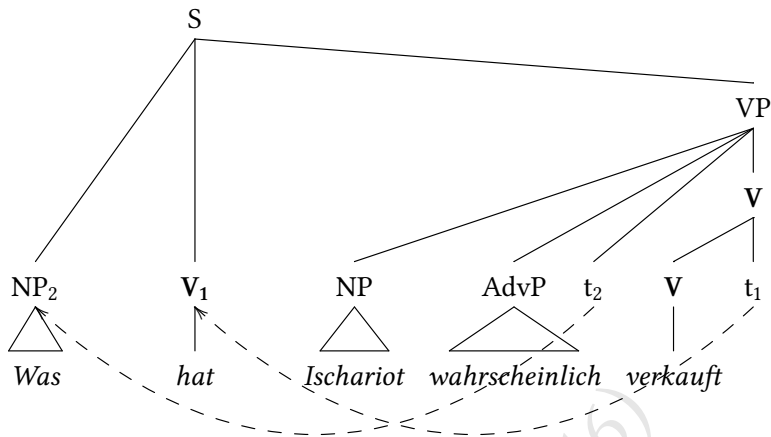 S
VP
V
NP₂ V₁ NP AdvP t₂ V t₁
Was hat Ischariot wahrscheinlich verkauft